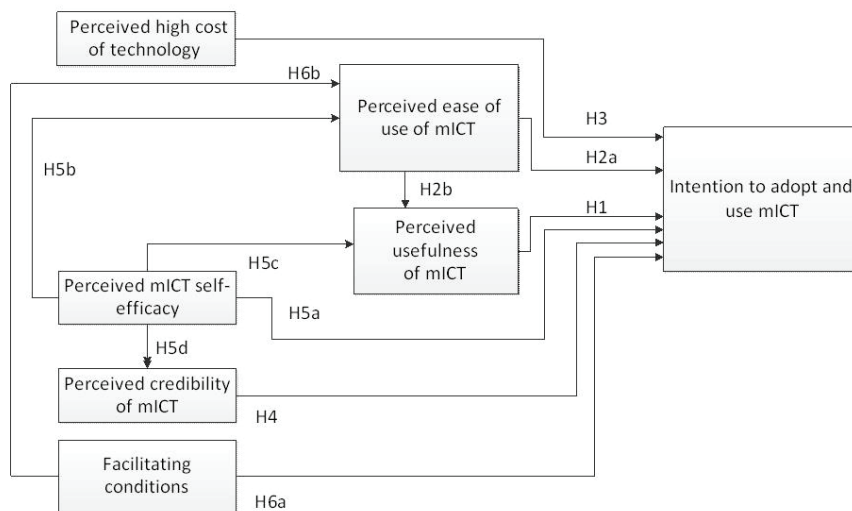 Perceived high cost
of technology
H6b
Perceived ease of
use of mICT
H3
H2a
H5b
H2b
Intention to adopt and
use mICT
H1
Perceived
usefulness
of mICT
H5c
Perceived mICT self-
efficacy
H5a
H5d
Perceived credibility
of mICT
H4
Facilitating
conditions
H6a